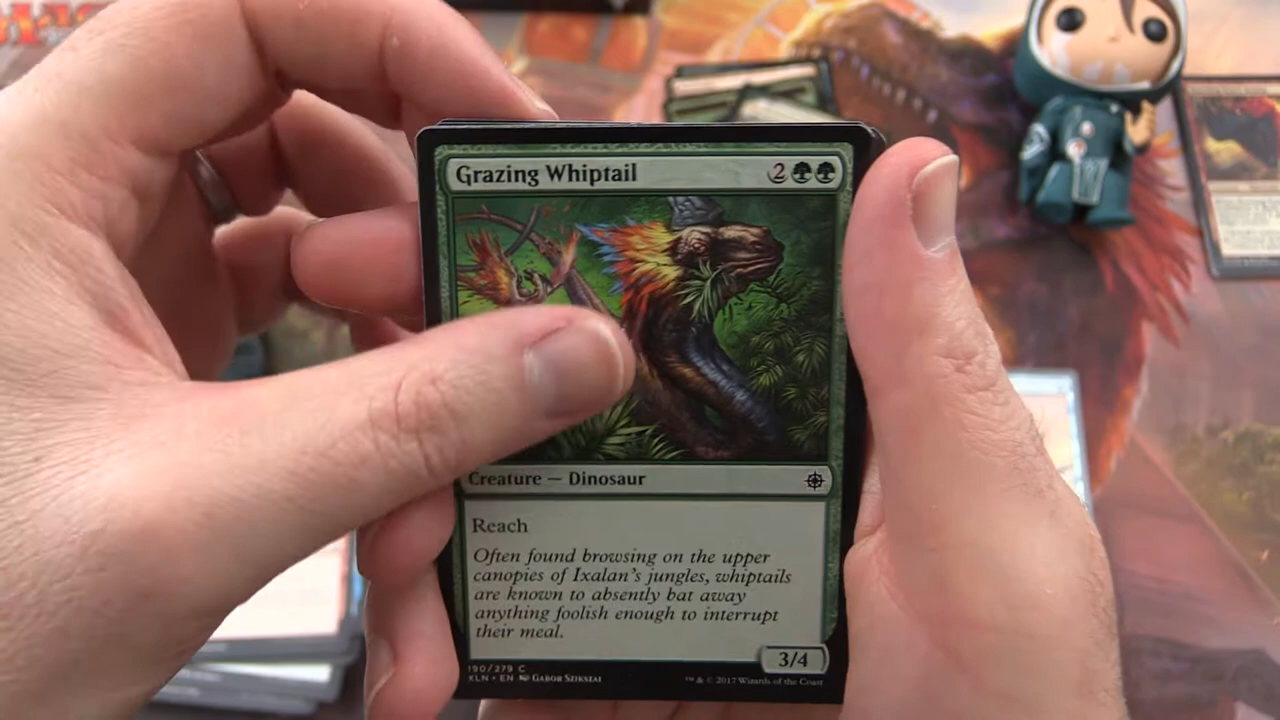 Grazing Whiptail 2
Creature — Dinosaur
Reach
Often found browsing on the upper
canopies of Ixalan's jungles, whiptails
are known to absently bat away
anything foolish enough to interrupt
their meal.
3/4
190/279 C
XLN • EN Gabor Szikszai
™ & © 2017 Wizards of the Coast